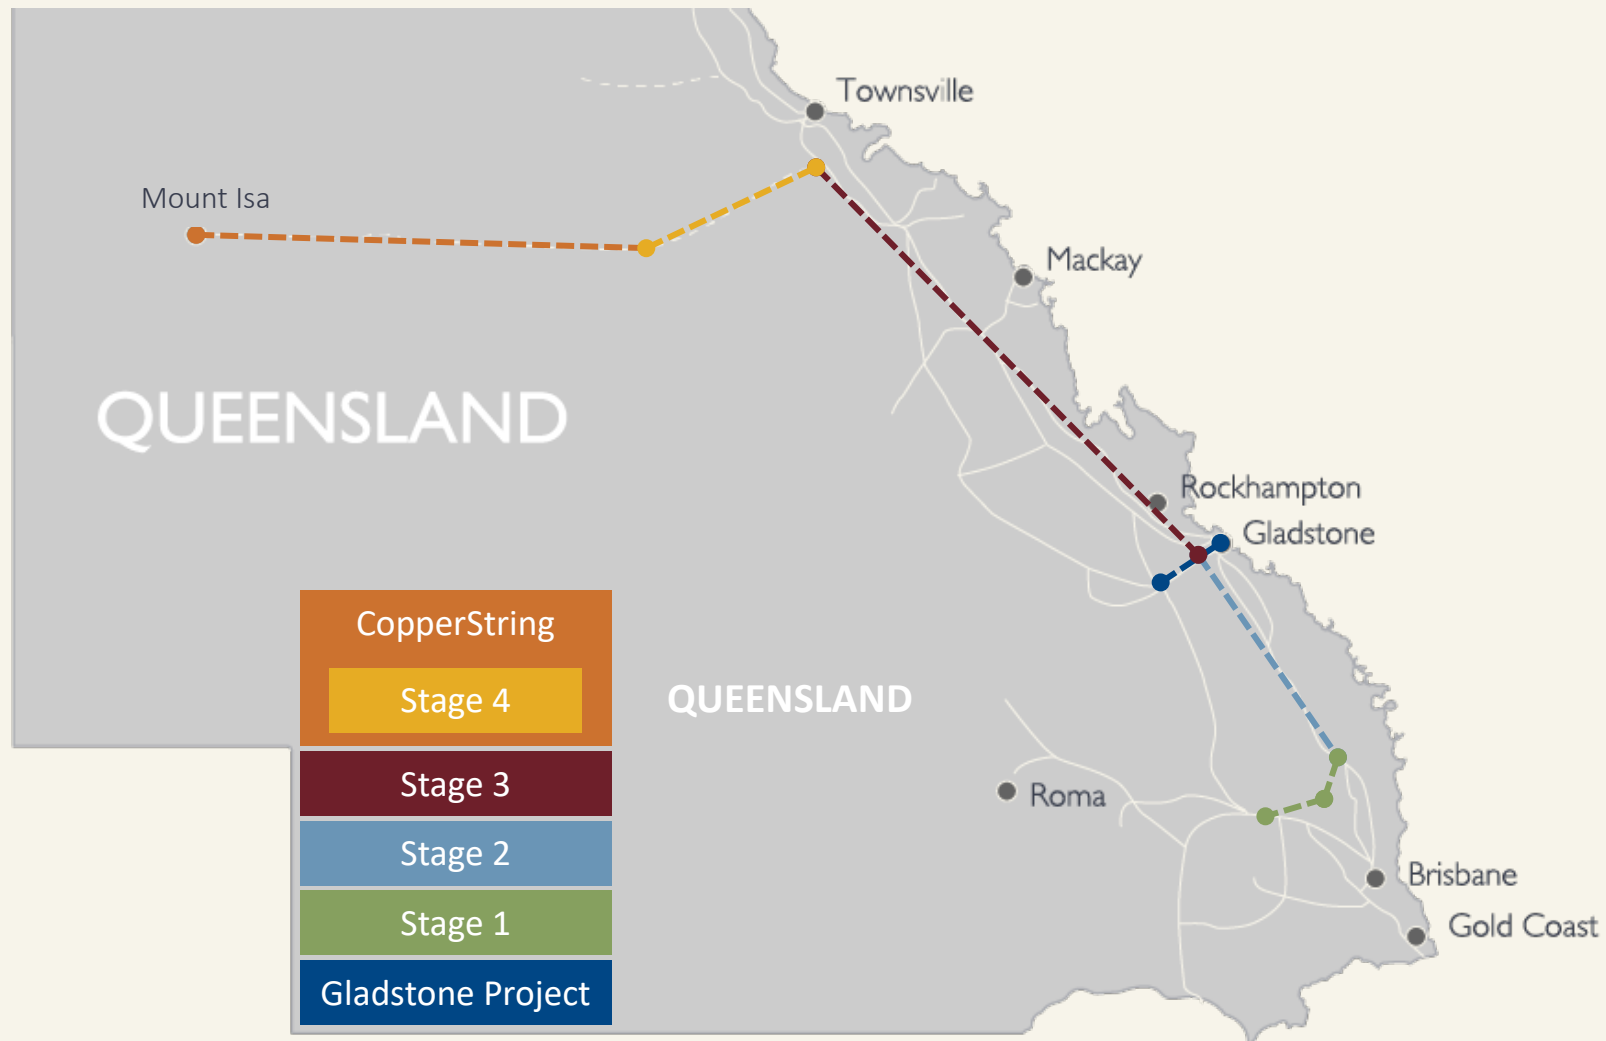 Townsville
Mount Isa
Mackay
QUEENSLAND
Rockhampton
Gladstone
CopperString
Stage 4
QUEENSLAND
Stage 3
Roma
Stage 2
Brisbane
Stage 1
Gold Coast
Gladstone Project